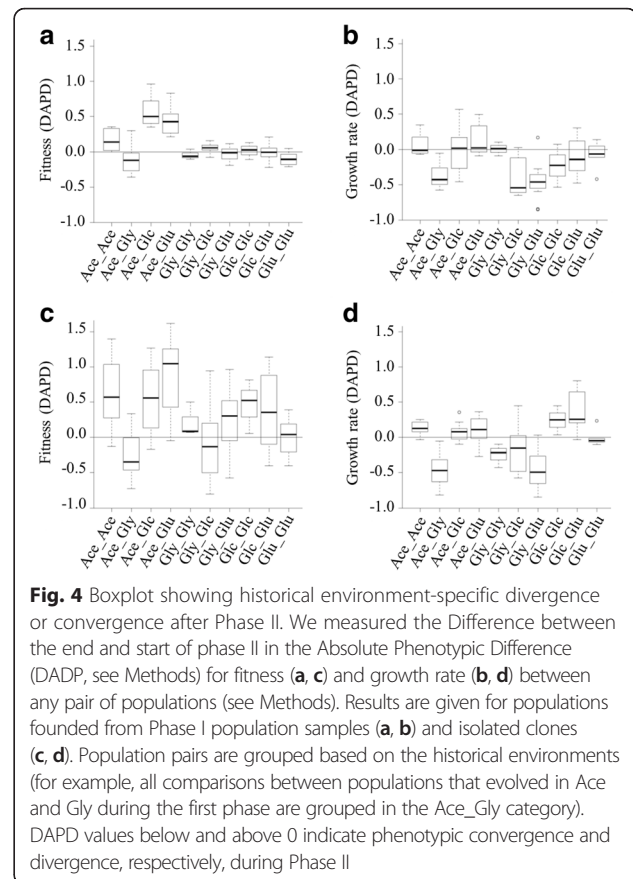 a
b
Fitness (DAPD)
1.5
1.0
0.5
0.0
-0.5
-1.0
Ace_Ace
Ace_Gly
Ace_Glc
Ace_Glu
Gly_Gly
Gly_Glc
Gly_Glu
Glc_Glc
Glc_Glu
Glu_Glu
Growth rate (DAPD)
1.5
1.0
0.5
0.0
-0.5
-1.0
Ace_Ace
Ace_Gly
Ace_Glc
Ace_Glu
Gly_Gly
Gly_Glc
Gly_Glu
Glc_Glc
Glc_Glu
Glu_Glu
c
d
Fitness (DAPD)
1.5
1.0
0.5
0.0
-0.5
-1.0
Ace_Ace
Ace_Gly
Ace_Glc
Ace_Glu
Gly_Gly
Gly_Glc
Gly_Glu
Glc_Glc
Glc_Glu
Glu_Glu
Growth rate (DAPD)
1.5
1.0
0.5
0.0
-0.5
-1.0
Ace_Ace
Ace_Gly
Ace_Glc
Ace_Glu
Gly_Gly
Gly_Glc
Gly_Glu
Glc_Glc
Glc_Glu
Glu_Glu
Fig. 4 Boxplot showing historical environment-specific divergence
or convergence after Phase II. We measured the Difference between
the end and start of phase II in the Absolute Phenotypic Difference
(DADP, see Methods) for fitness (a, c) and growth rate (b, d) between
any pair of populations (see Methods). Results are given for populations
founded from Phase I population samples (a, b) and isolated clones
(c, d). Population pairs are grouped based on the historical environments
(for example, all comparisons between populations that evolved in Ace
and Gly during the first phase are grouped in the Ace_Gly category).
DAPD values below and above 0 indicate phenotypic convergence and
divergence, respectively, during Phase II